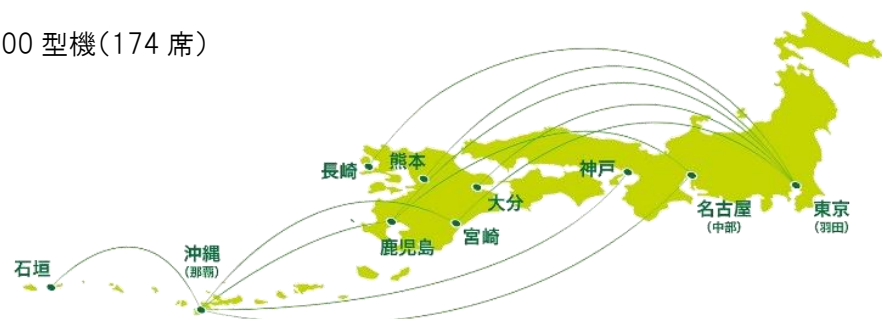 00 型機(174 席)
長崎
熊本
神戸
大分
名古屋
(中部)
東京
(羽田)
鹿児島
宮崎
沖縄
(那覇)
石垣